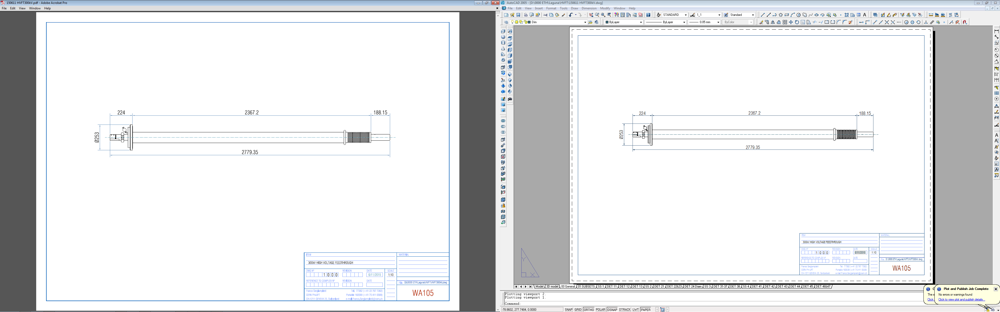 150611 HVFT300kV.pdf - Adobe Acrobat Pro
File Edit View Window Help
224
2367.2
188.15
Ø253
2779.35
ITEM
MATERIAL
300kV HIGH VOLTAGE FEEDTHROUGH
DWG Nº REVISION DATE SCALE
1 0 0 0 6/11/2015 1:10
REFERENCE TO COMPLEX Nº REVISION DATE
File: D:\0000 ETH\Laguna\HVFT\HVFT300kV.dwg
Franco Sergiampietri Tel. 77382 (+41 22 767 7382)
CERN PH-UFT Portable 160589 (+41 75 411 0589)
CH-1211 GENEVA 23, Switzerland e-mail Franco.Sergiampietri@cern.ch
WA105
AutoCAD 2005 - [D:\0000 ETH\Laguna\HVFT\150611 HVFT300kV.dwg]
File Edit View Insert Format Tools Draw Dimension Modify Window Help
STANDARD 1_1 Standard
Dim ByLayer ByLayer 0.05 mm ByColor
224
2367.2
188.15
Ø253
2779.35
ITEM
MATERIAL
300kV HIGH VOLTAGE FEEDTHROUGH
DWG Nº REVISION DATE SCALE
1 0 0 0 6/11/2015 1:10
REFERENCE TO COMPLEX Nº REVISION DATE
File: D:\0000 ETH\Laguna\HVFT\HVFT300kV.dwg
Franco Sergiampietri Tel. 77382 (+41 22 767 7382)
CERN PH-UFT Portable 160589 (+41 75 411 0589)
CH-1211 GENEVA 23, Switzerland e-mail Franco.Sergiampietri@cern.ch
WA105
Y
X
Model 3D model 00 General 01 SUBSETS SS 1 DET 11 DET 12 DET 13 SS 2 DET 21 DET 22&23 DET 24 Diam SS 3 DET 31-37 DET 38 SS 4 DET 41 DET 42 DET 43 DET 44 DET 45 DET 46&47
Plotting viewport 2.
Plotting viewport 1.
Command:
-78.8602, 277.7484, 0.0000 SNAP GRID ORTHO POLAR OSNAP OTRACK LWT PAPER
The e
Click
Plot and Publish Job Complete
No errors or warnings found
Click to view plot and publish details...